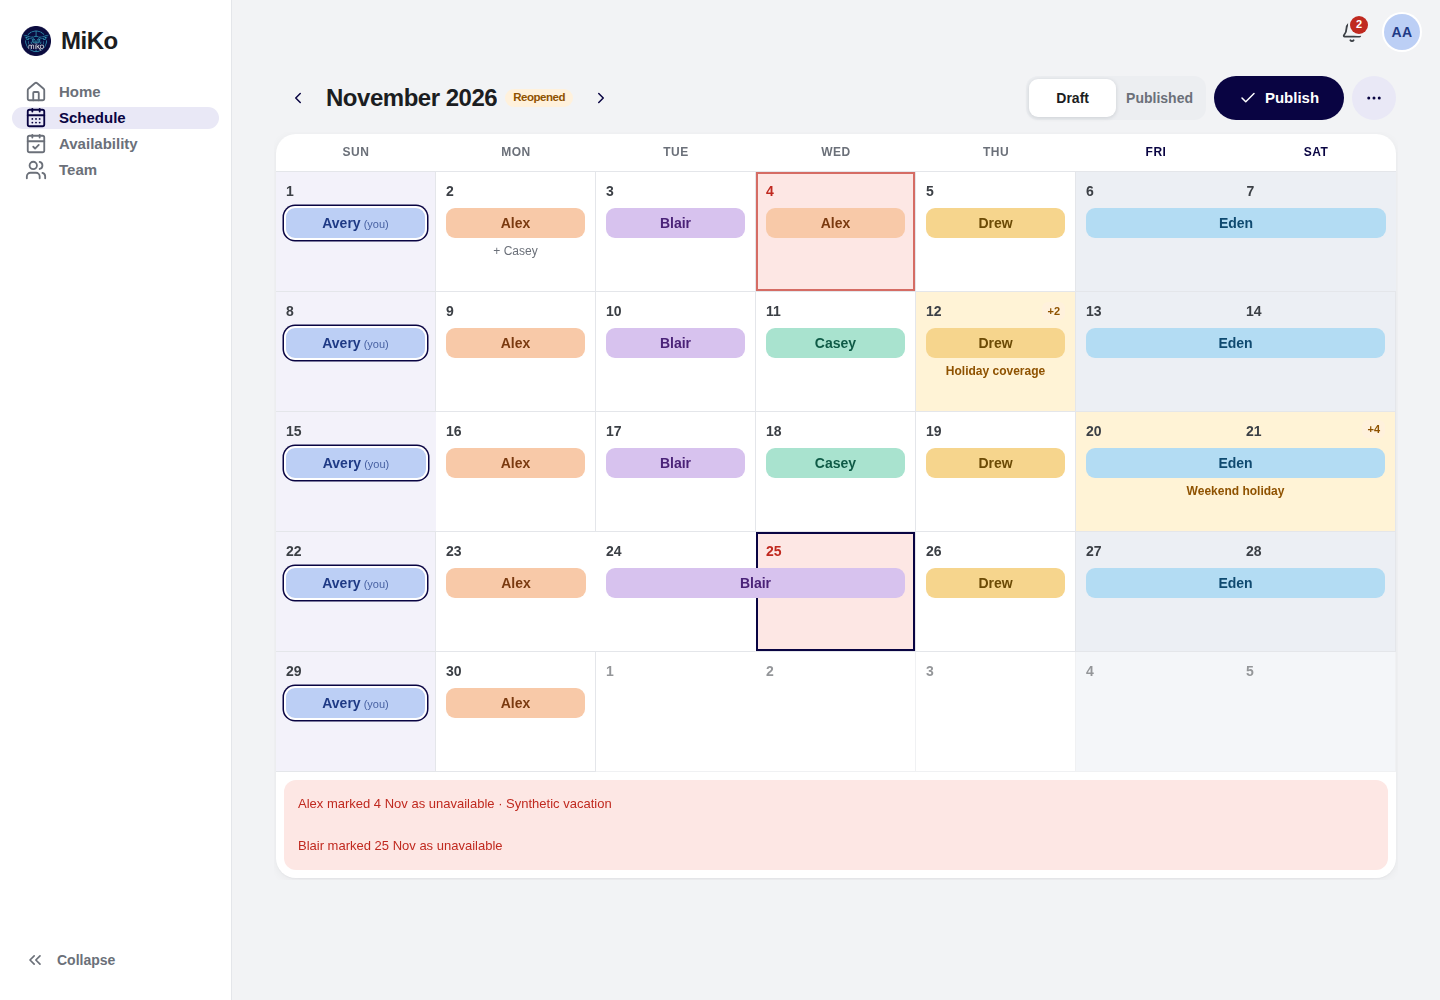 miko
MiKo
2
AA
Home
Schedule
Availability
Team
November 2026 Reopened
Draft Published
Publish
SUN MON TUE WED THU FRI SAT
1 2 3 4 5 6 7
Avery (you) Alex Blair Alex Drew Eden
+ Casey
8 9 10 11 12 +2 13 14
Avery (you) Alex Blair Casey Drew Eden
Holiday coverage
15 16 17 18 19 20 21 +4
Avery (you) Alex Blair Casey Drew Eden
Weekend holiday
22 23 24 25 26 27 28
Avery (you) Alex Blair Drew Eden
29 30 1 2 3 4 5
Avery (you) Alex
Alex marked 4 Nov as unavailable · Synthetic vacation
Blair marked 25 Nov as unavailable
Collapse